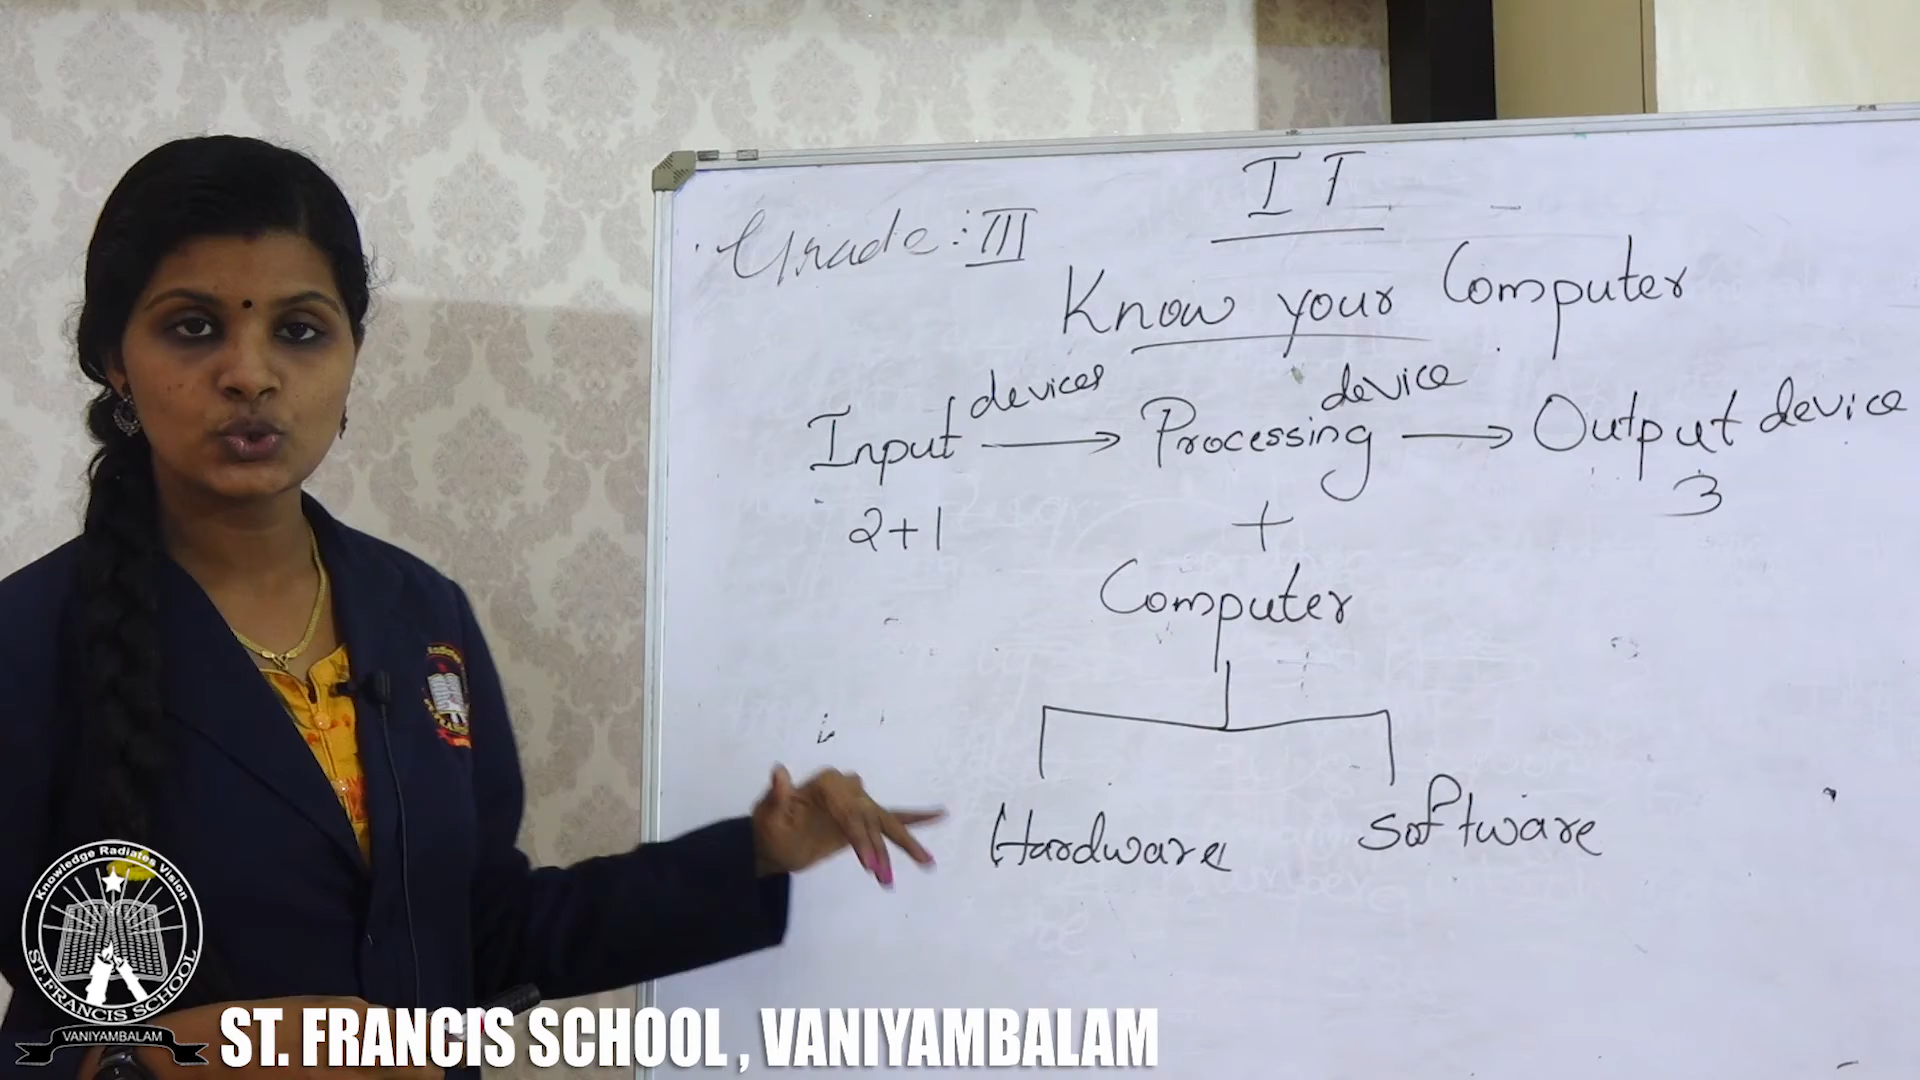 IT
Grade : III
Know your Computer
Input devices → Processing device → Output device
2+1 + 3
Computer
Hardware Software
Knowledge Radiates Vision
ST. FRANCIS SCHOOL
VANIYAMBALAM
ST. FRANCIS SCHOOL , VANIYAMBALAM